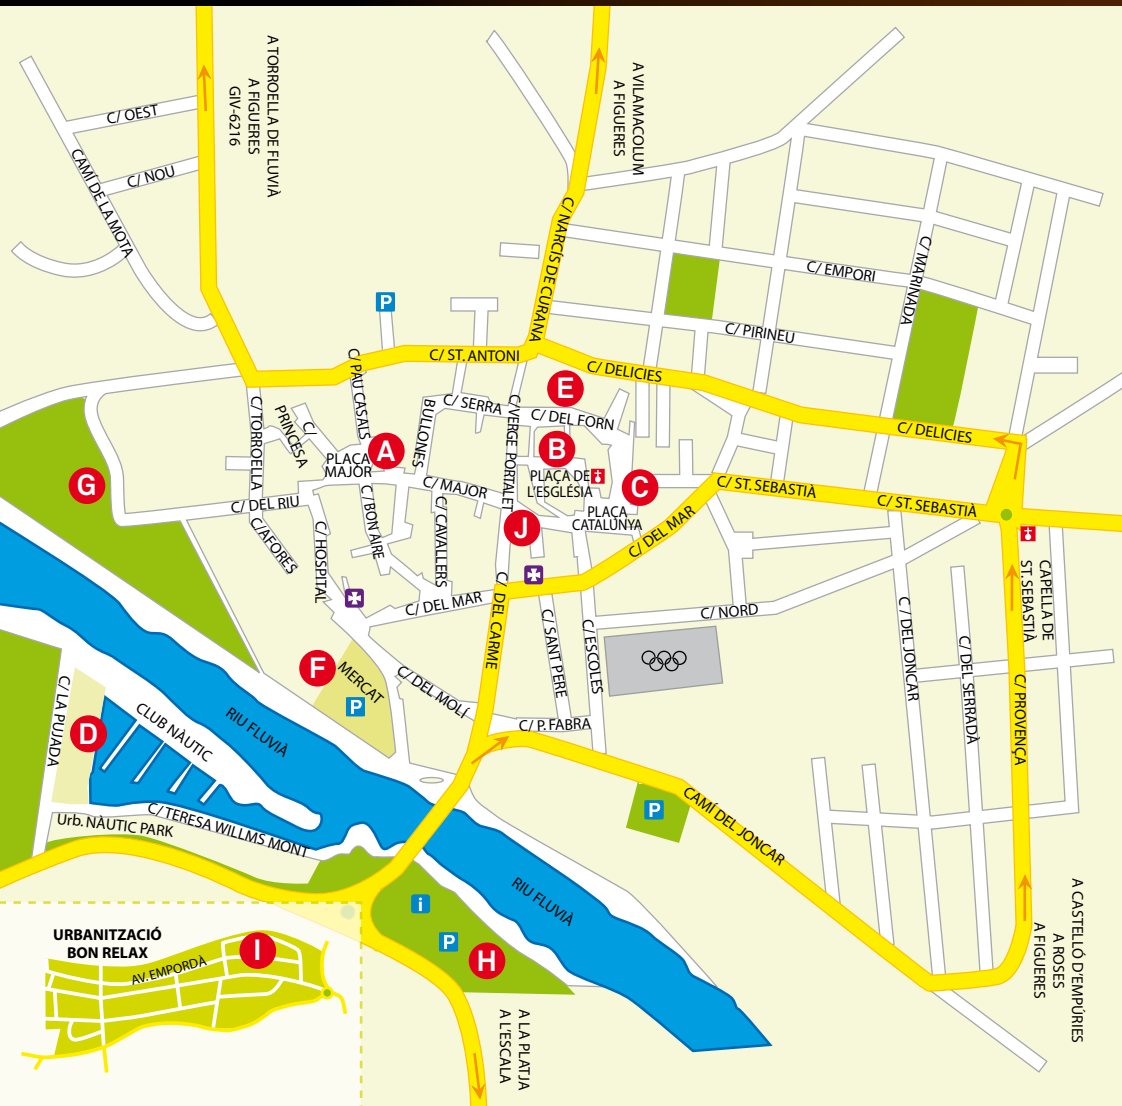 A TORROELLA DE FLUVIÀ
A FIGUERES
GIV-6216
A VILAMACOLUM
A FIGUERES
C/ OEST
C/ NOU
CAMÍ DE LA MOTA
C/ NARCÍS DE CURANA
C/ EMPORI
C/ MARINADA
C/ PIRINEU
P
C/ ST. ANTONI
C/ DELICIES
C/ DELICIES
C/ PAU CASALS
E
C/ SERRA
C/ DEL FORN
C/ VERGE PORTALET
BULLONES
C/ TORROELLA
C/
PRINCESA
A
PLAÇA
MAJOR
B
PLAÇA DE
L'ESGLÉSIA
C
G
C/ MAJOR
C/ DEL RIU
C/ ST. SEBASTIÀ
C/ ST. SEBASTIÀ
PLAÇA
CATALUNYA
J
C/ BONAIRE
C/ CAVALLERS
C/ AFORES
C/ HOSPITAL
C/ DEL MAR
C/ DEL MAR
C/ DEL CARME
C/ SANT PERE
C/ ESCOLES
C/ NORD
CAPELLA DE
ST. SEBASTIÀ
C/ DEL JONCAR
C/ DEL SERRADÀ
C/ PROVENÇA
F
MERCAT
P
C/ DEL MOLÍ
C/ P. FABRA
C/ LA PUJADA
D
CLUB NÀUTIC
RIU FLUVIÀ
C/ TERESA WILLMS MONT
Urb. NÀUTIC PARK
P
CAMÍ DEL JONCAR
RIU FLUVIÀ
i
P
H
A CASTELLÓ D'EMPÚRIES
A ROSES
A FIGUERES
URBANITZACIÓ
BON RELAX
I
AV. EMPORDÀ
A LA PLATJA
A L'ESCALA